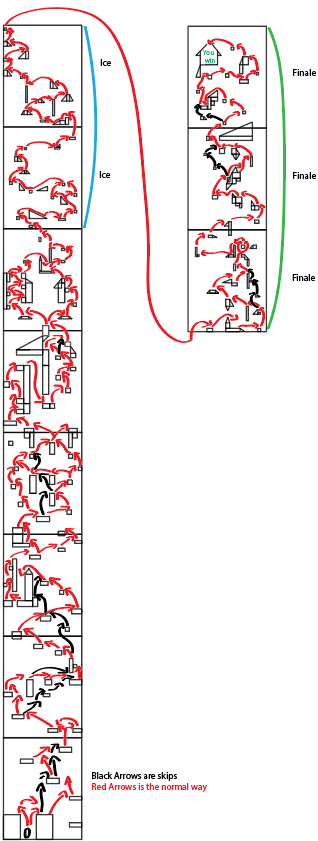 Ice
Ice
You
win
Finale
Finale
Finale
Black Arrows are skips
Red Arrows is the normal way
0